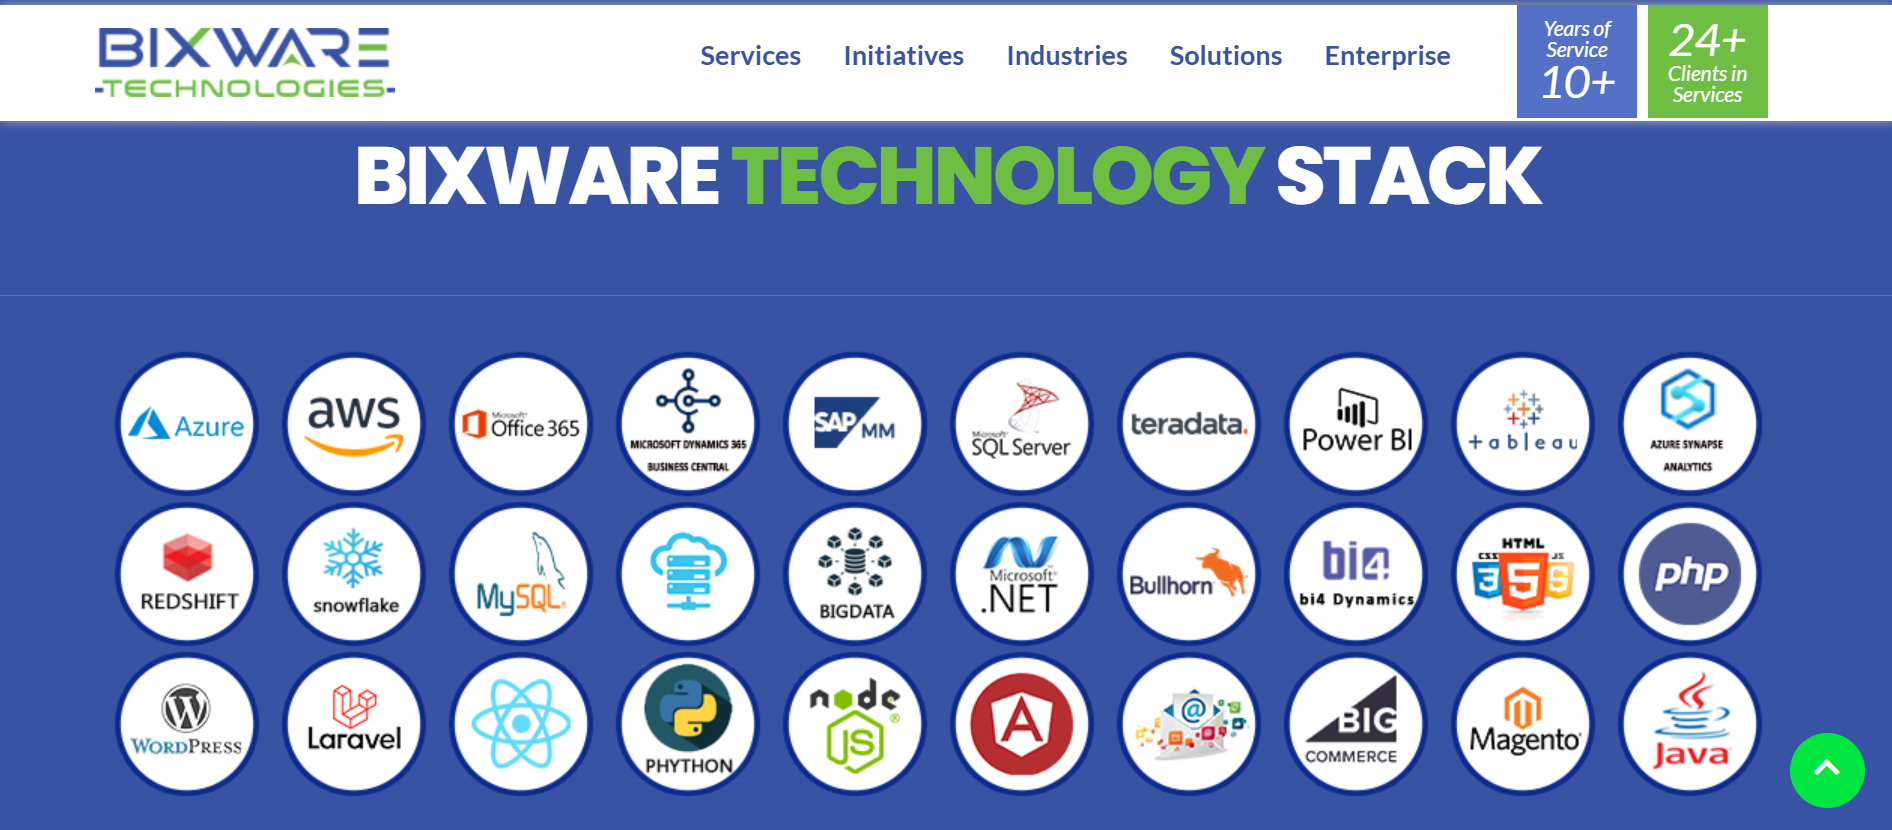 BIXWARE
TECHNOLOGIES
Services Initiatives Industries Solutions Enterprise
Years of
Service
10+
24+
Clients in
Services
BIXWARE TECHNOLOGY STACK
Azure
aws
Microsoft
Office 365
MICROSOFT DYNAMICS 365
BUSINESS CENTRAL
SAP MM
Microsoft
SQL Server
teradata.
Power BI
+ableau
AZURE SYNAPSE
ANALYTICS
REDSHIFT
snowflake
MySQL®
BIGDATA
Microsoft
.NET
Bullhorn
bi4
bi4 Dynamics
HTML
CSS JS
3 5 5
php
WORDPRESS
Laravel
PHYTHON
node
JS®
A
@
BIG
COMMERCE
Magento
Java